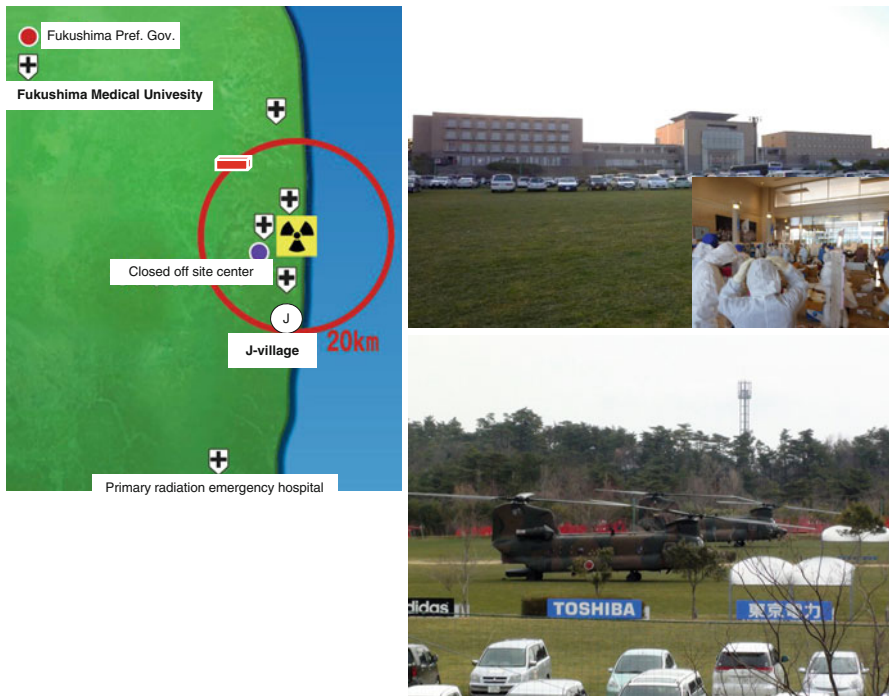 Fukushima Pref. Gov.
Fukushima Medical Univesity
Closed off site center
J
J-village
20km
Primary radiation emergency hospital
adidas
TOSHIBA
東京電力